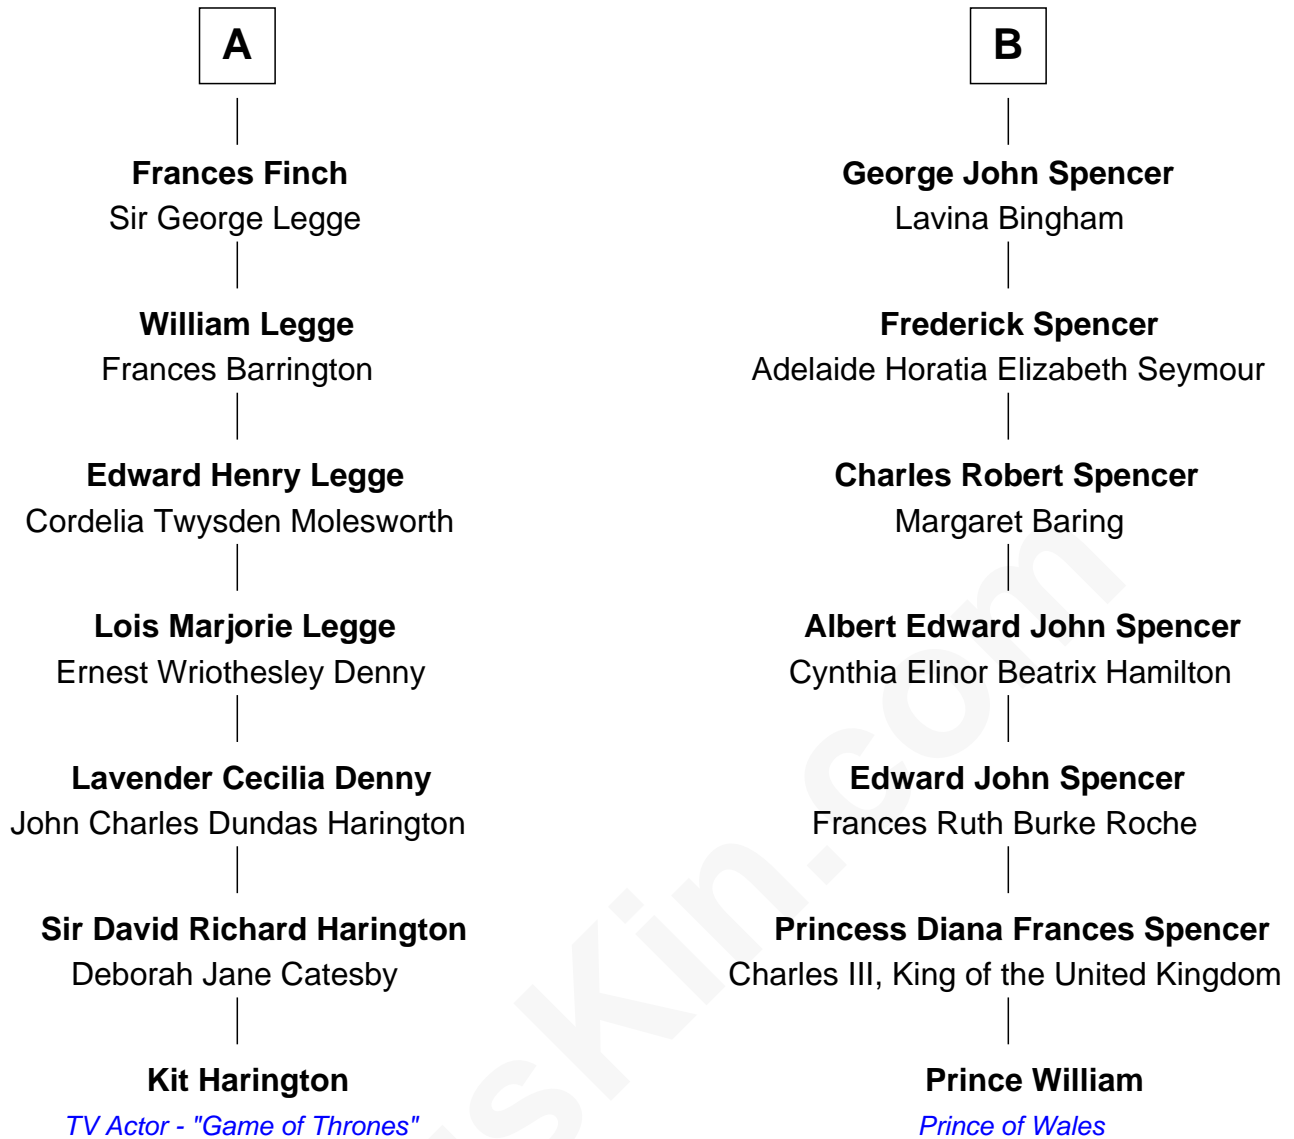 A
Frances Finch
Sir George Legge
William Legge
Frances Barrington
Edward Henry Legge
Cordelia Twysden Molesworth
Lois Marjorie Legge
Ernest Wriothesley Denny
Lavender Cecilia Denny
John Charles Dundas Harington
Sir David Richard Harington
Deborah Jane Catesby
Kit Harington
TV Actor - "Game of Thrones"
B
George John Spencer
Lavina Bingham
Frederick Spencer
Adelaide Horatia Elizabeth Seymour
Charles Robert Spencer
Margaret Baring
Albert Edward John Spencer
Cynthia Elinor Beatrix Hamilton
Edward John Spencer
Frances Ruth Burke Roche
Princess Diana Frances Spencer
Charles III, King of the United Kingdom
Prince William
Prince of Wales